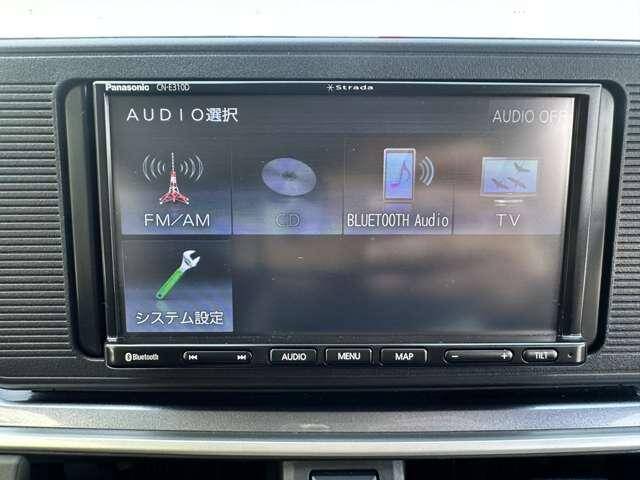 Panasonic CN-E310D Strada
AUDIO選択 AUDIO OFF
FM/AM CD BLUETOOTH Audio TV
システム設定
Bluetooth AUDIO MENU MAP − + TILT